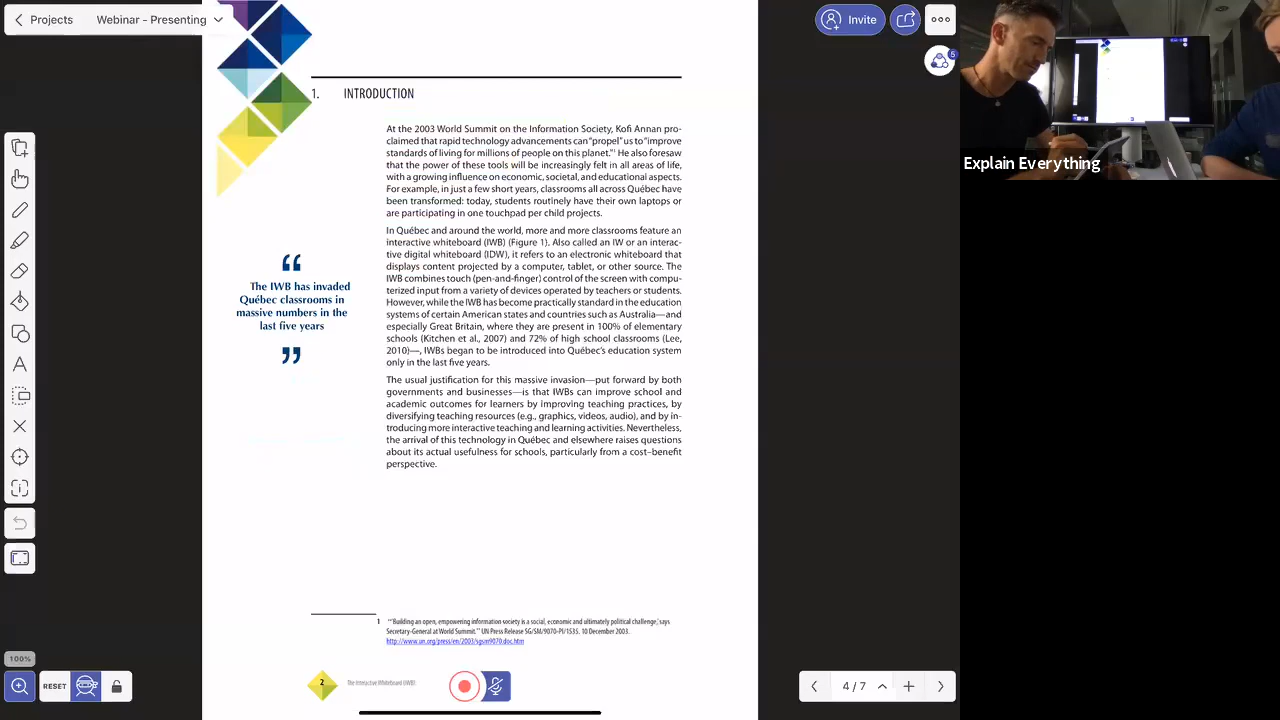 Projects
Webinar - Presenting
Invite
5
Explain Everything
1. INTRODUCTION
At the 2003 World Summit on the Information Society, Kofi Annan pro-
claimed that rapid technology advancements can “propel” us to “improve
standards of living for millions of people on this planet.”1 He also foresaw
that the power of these tools will be increasingly felt in all areas of life,
with a growing influence on economic, societal, and educational aspects.
For example, in just a few short years, classrooms all across Québec have
been transformed: today, students routinely have their own laptops or
are participating in one touchpad per child projects.
In Québec and around the world, more and more classrooms feature an
interactive whiteboard (IWB) (Figure 1). Also called an IW or an interac-
tive digital whiteboard (IDW), it refers to an electronic whiteboard that
displays content projected by a computer, tablet, or other source. The
IWB combines touch (pen-and-finger) control of the screen with compu-
terized input from a variety of devices operated by teachers or students.
However, while the IWB has become practically standard in the education
systems of certain American states and countries such as Australia—and
especially Great Britain, where they are present in 100% of elementary
schools (Kitchen et al., 2007) and 72% of high school classrooms (Lee,
2010)—, IWBs began to be introduced into Québec’s education system
only in the last five years.
The usual justification for this massive invasion—put forward by both
governments and businesses—is that IWBs can improve school and
academic outcomes for learners by improving teaching practices, by
diversifying teaching resources (e.g., graphics, videos, audio), and by in-
troducing more interactive teaching and learning activities. Nevertheless,
the arrival of this technology in Québec and elsewhere raises questions
about its actual usefulness for schools, particularly from a cost–benefit
perspective.
“
The IWB has invaded
Québec classrooms in
massive numbers in the
last five years
”
1 “‘Building an open, empowering information society is a social, economic and ultimately political challenge,’ says
Secretary-General at World Summit.” UN Press Release SG/SM/9070-PI/1535. 10 December 2003.
http://www.un.org/press/en/2003/sgsm9070.doc.htm
2 The Interactive Whiteboard (IWB)
100%
RESET
4 / 7